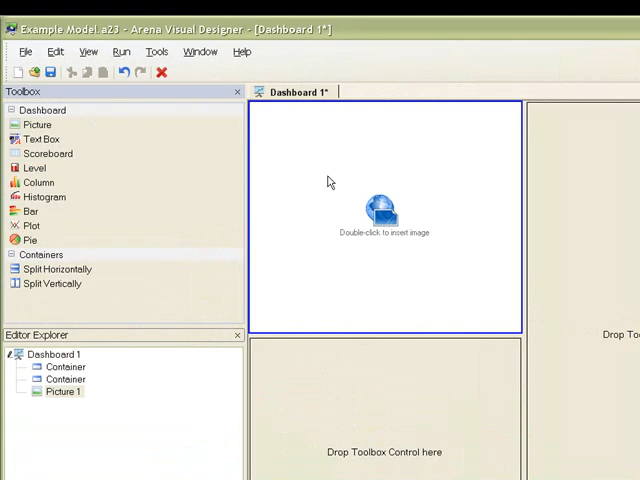 Example Model.a23 - Arena Visual Designer - [Dashboard 1*]
File Edit View Run Tools Window Help
Toolbox
Dashboard 1*
Dashboard
Picture
Text Box
Scoreboard
Level
Column
Histogram
Bar
Plot
Pie
Containers
Split Horizontally
Split Vertically
Double-click to insert image
Editor Explorer
Dashboard 1
Container
Container
Picture 1
Drop Toolbox Control here
Drop